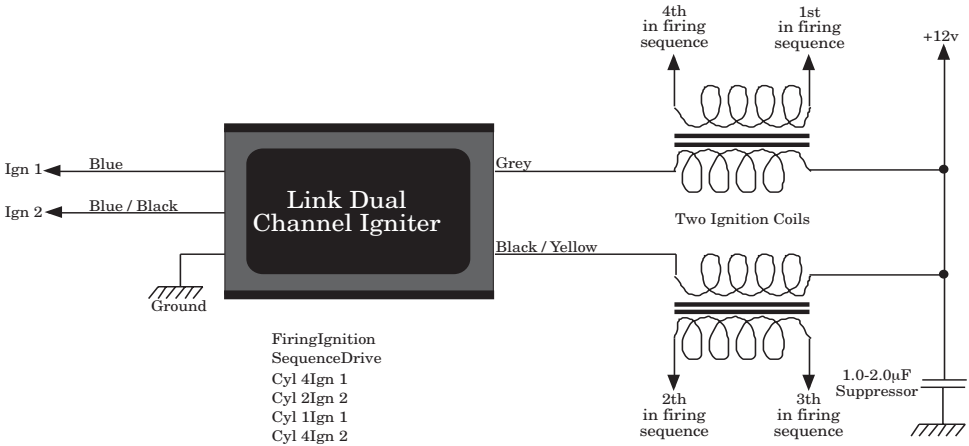 4th
in firing
sequence
1st
in firing
sequence
+12v
Ign 1
Blue
Grey
Ign 2
Blue / Black
Link Dual
Channel Igniter
Two Ignition Coils
Black / Yellow
Ground
FiringIgnition
SequenceDrive
Cyl 4Ign 1
Cyl 2Ign 2
Cyl 1Ign 1
Cyl 4Ign 2
2th
in firing
sequence
3th
in firing
sequence
1.0-2.0µF
Suppressor